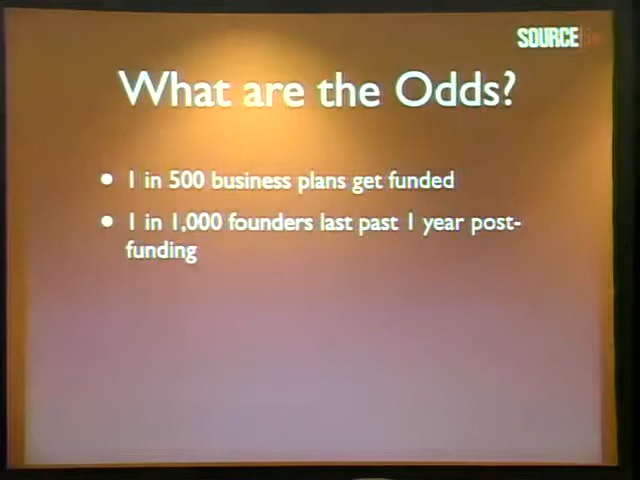 SOURCE
What are the Odds?
• 1 in 500 business plans get funded
• 1 in 1,000 founders last past 1 year post-
funding